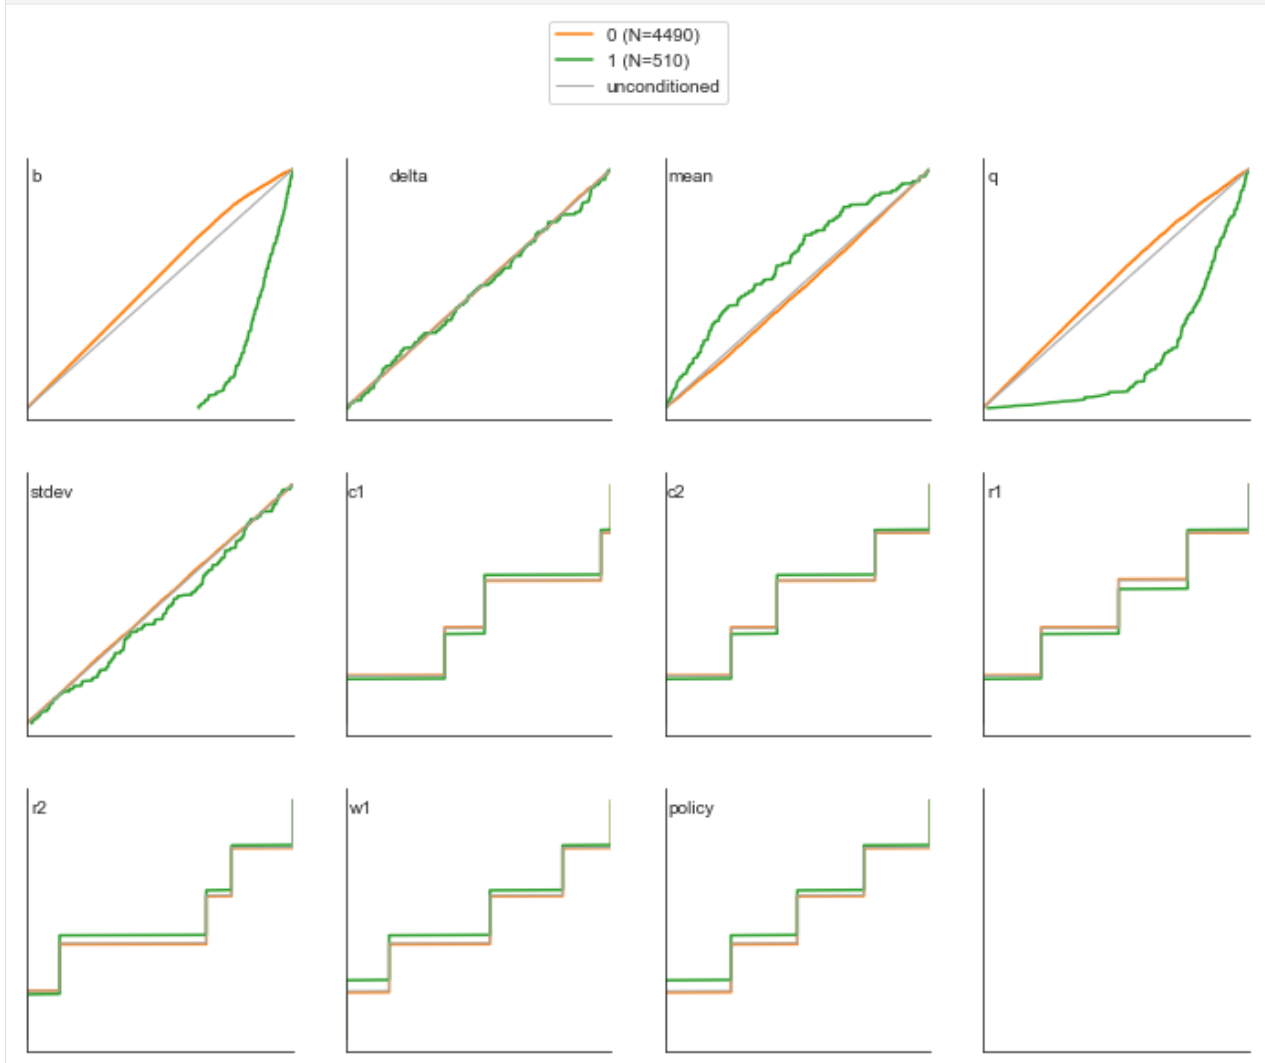 0 (N=4490)
1 (N=510)
unconditioned
b
delta
mean
q
stdev
c1
c2
r1
r2
w1
policy